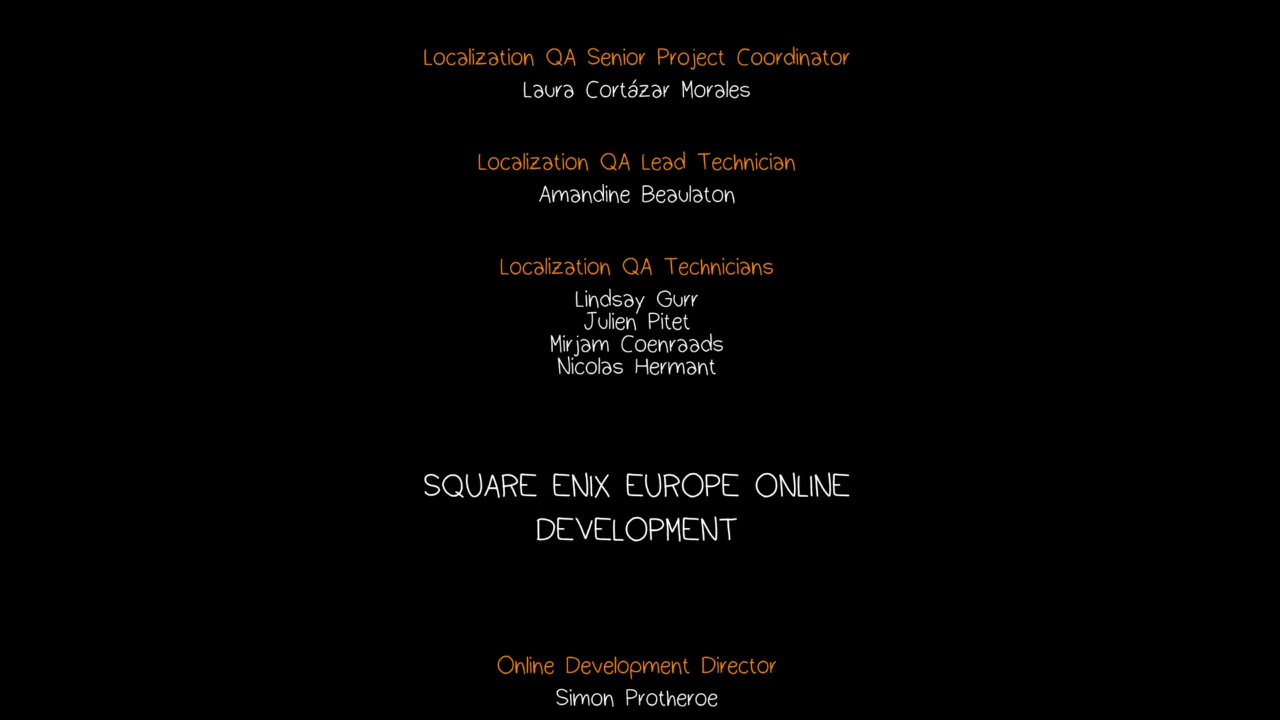 Localization QA Senior Project Coordinator
Laura Cortázar Morales
Localization QA Lead Technician
Amandine Beaulaton
Localization QA Technicians
Lindsay Gurr
Julien Pitet
Mirjam Coenraads
Nicolas Hermant
SQUARE ENIX EUROPE ONLINE
DEVELOPMENT
Online Development Director
Simon Protheroe